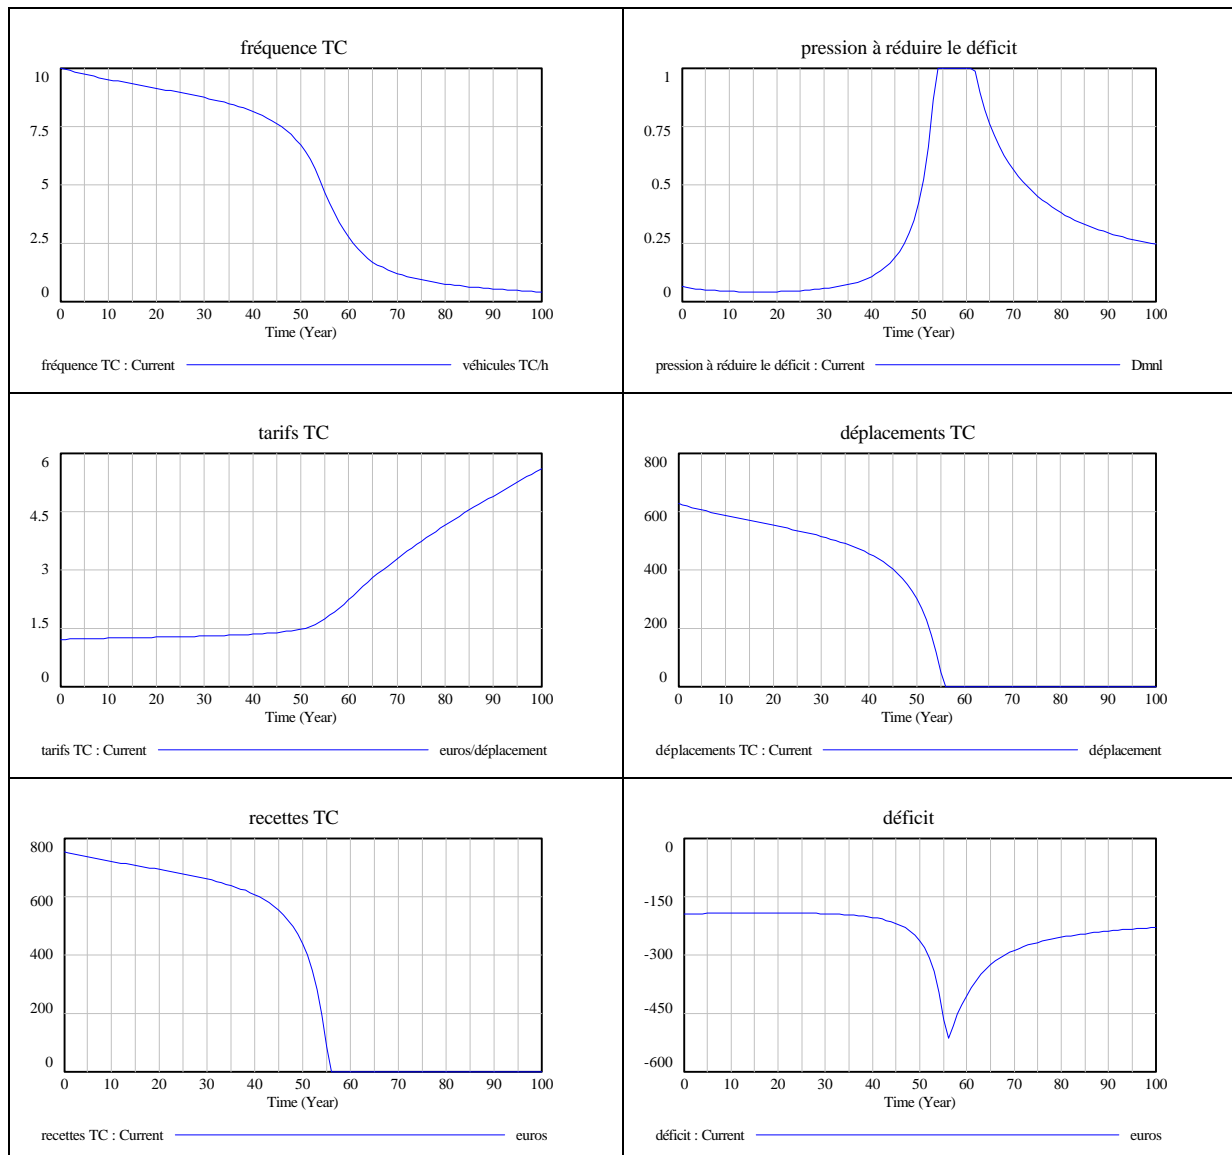 fréquence TC
10
7.5
5
2.5
0
0 10 20 30 40 50 60 70 80 90 100
Time (Year)
fréquence TC : Current véhicules TC/h
pression à réduire le déficit
1
0.75
0.5
0.25
0
0 10 20 30 40 50 60 70 80 90 100
Time (Year)
pression à réduire le déficit : Current Dmnl
tarifs TC
6
4.5
3
1.5
0
0 10 20 30 40 50 60 70 80 90 100
Time (Year)
tarifs TC : Current euros/déplacement
déplacements TC
800
600
400
200
0
0 10 20 30 40 50 60 70 80 90 100
Time (Year)
déplacements TC : Current déplacement
recettes TC
800
600
400
200
0
0 10 20 30 40 50 60 70 80 90 100
Time (Year)
recettes TC : Current euros
déficit
0
-150
-300
-450
-600
0 10 20 30 40 50 60 70 80 90 100
Time (Year)
déficit : Current euros